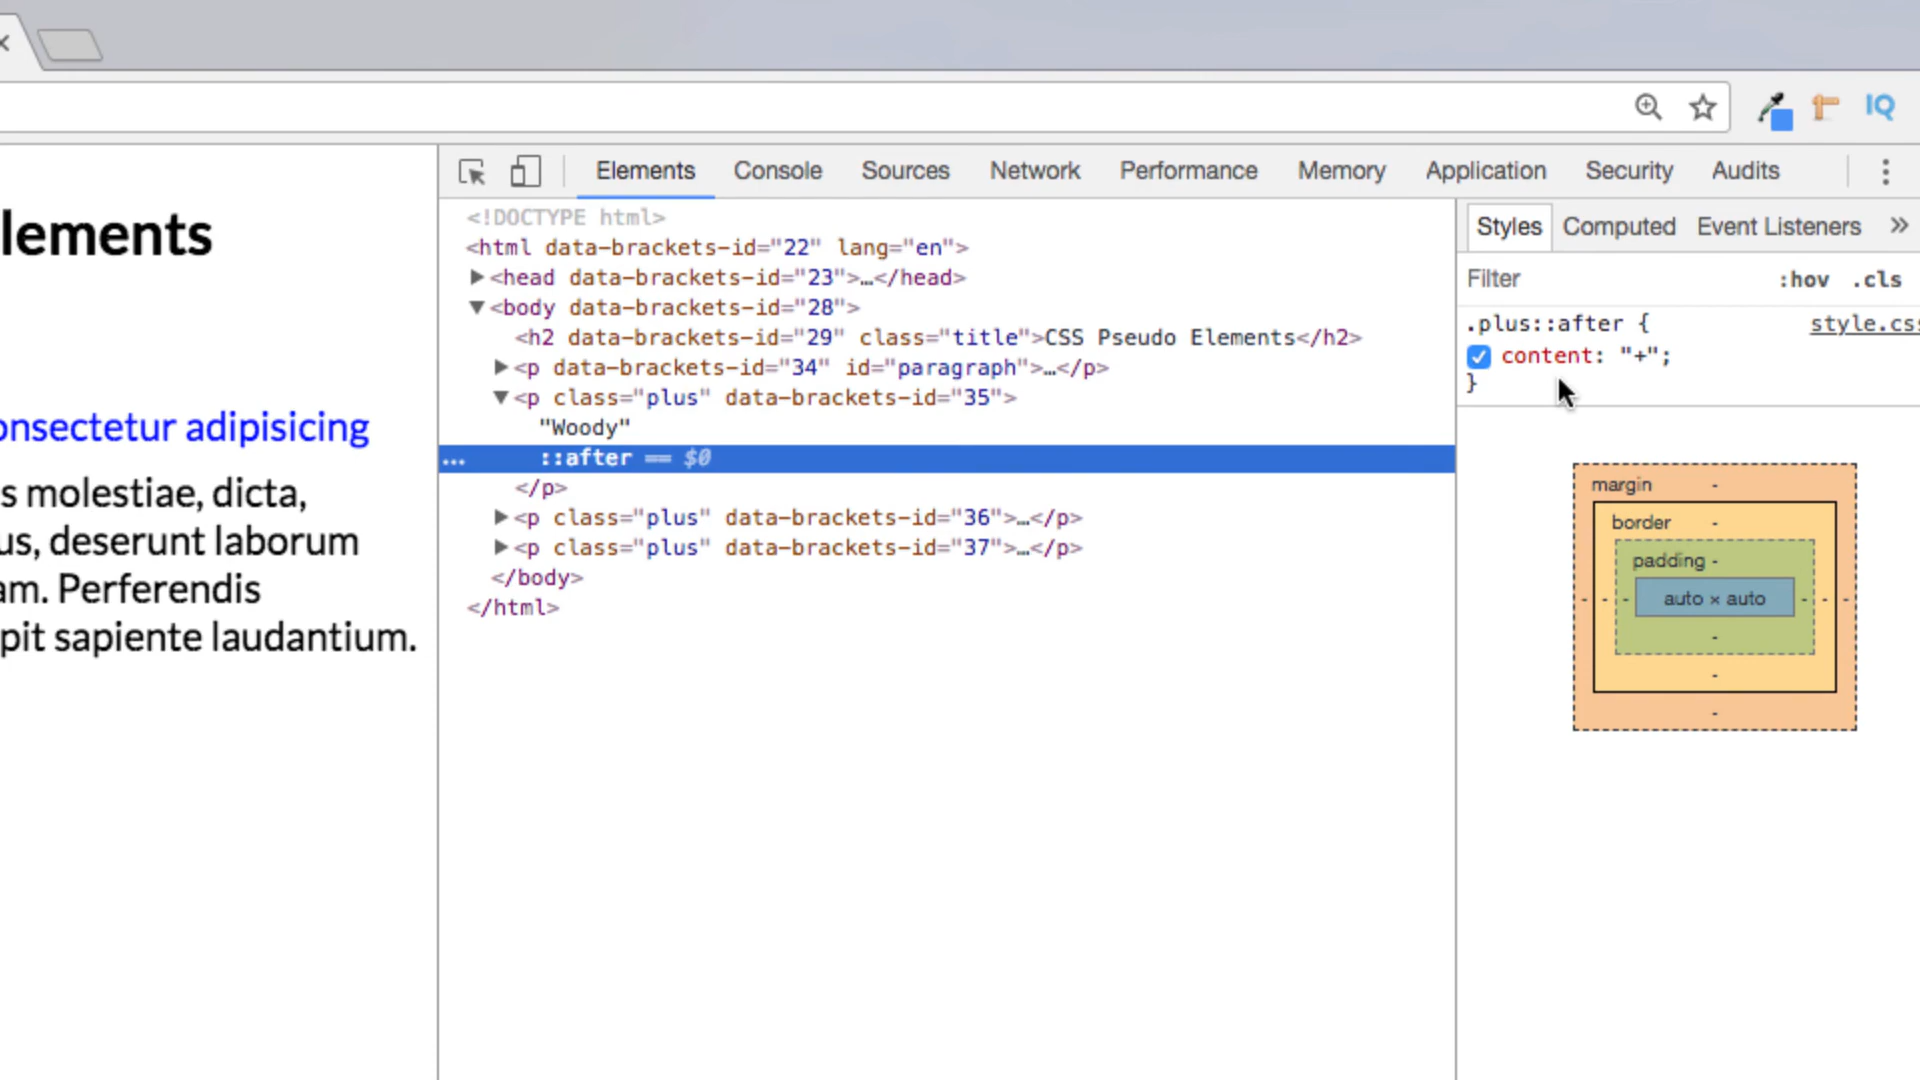 IQ
Elements Console Sources Network Performance Memory Application Security Audits
lements
onsectetur adipisicing
s molestiae, dicta,
us, deserunt laborum
am. Perferendis
pit sapiente laudantium.
<!DOCTYPE html>
<html data-brackets-id="22" lang="en">
<head data-brackets-id="23">…</head>
<body data-brackets-id="28">
<h2 data-brackets-id="29" class="title">CSS Pseudo Elements</h2>
<p data-brackets-id="34" id="paragraph">…</p>
<p class="plus" data-brackets-id="35">
"Woody"
... ::after == $0
</p>
<p class="plus" data-brackets-id="36">…</p>
<p class="plus" data-brackets-id="37">…</p>
</body>
</html>
Styles Computed Event Listeners »
Filter :hov .cls
.plus::after { style.css
content: "+";
}
margin -
border -
padding -
- - - auto × auto - - -
-
-
-